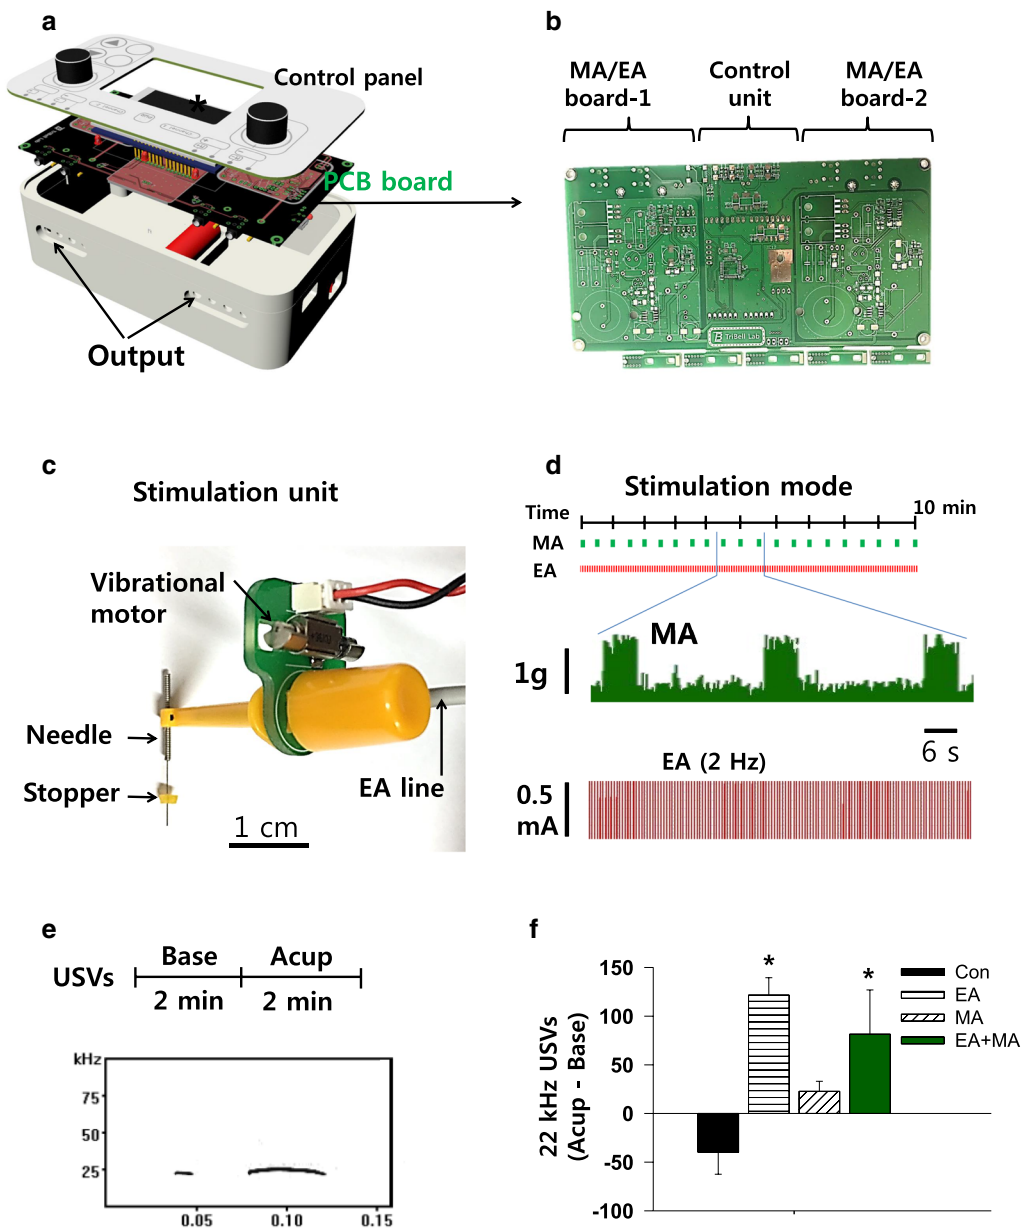 a
Control panel
*
PCB board
Output
b
MA/EA
board-1
Control
unit
MA/EA
board-2
TriBell Lab
c
Stimulation unit
Vibrational
motor
Needle
Stopper
EA line
1 cm
d
Stimulation mode
Time
10 min
MA
EA
MA
1g
6 s
EA (2 Hz)
0.5
mA
e
USVs
Base
Acup
2 min
2 min
kHz
75
50
25
0.05
0.10
0.15
f
22 kHz USVs
(Acup - Base)
150
100
50
0
-50
-100
*
*
Con
EA
MA
EA+MA